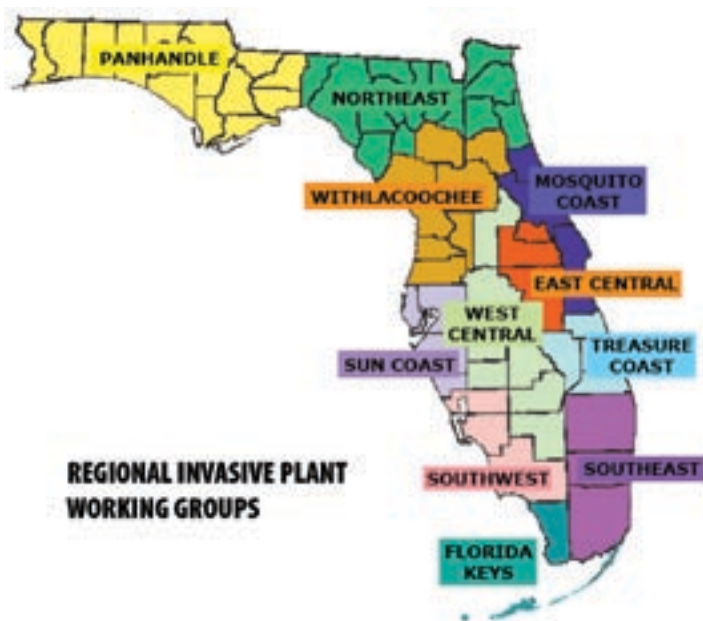 PANHANDLE
NORTHEAST
WITHLACOOCHEE
MOSQUITO
COAST
EAST CENTRAL
WEST
CENTRAL
SUN COAST
TREASURE
COAST
REGIONAL INVASIVE PLANT
WORKING GROUPS
SOUTHWEST
SOUTHEAST
FLORIDA
KEYS